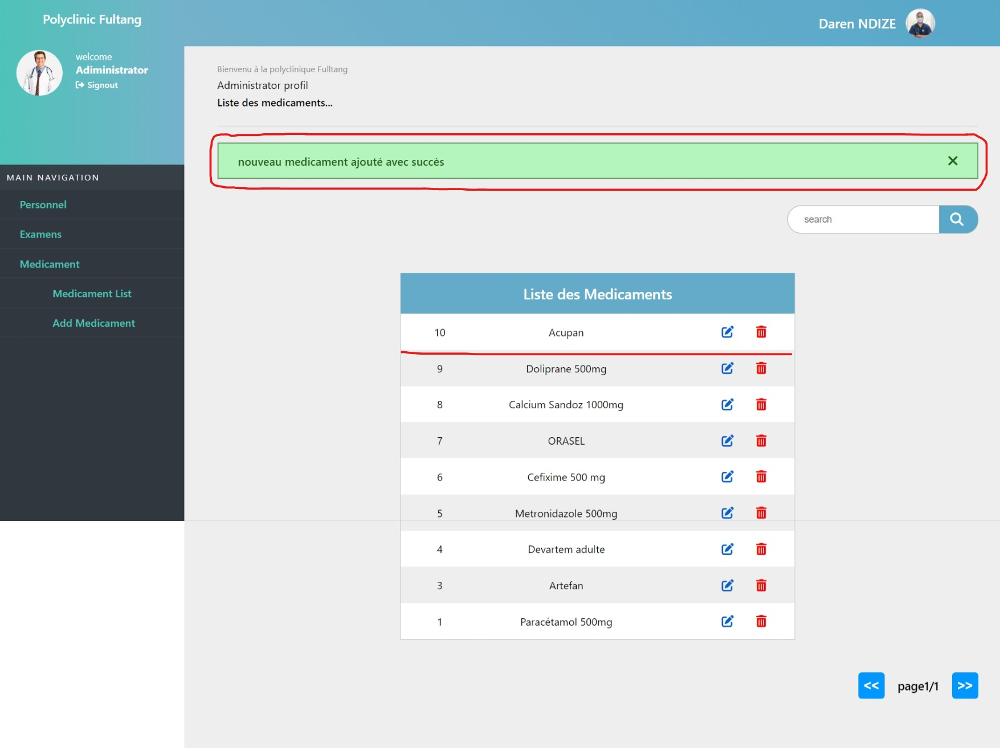 Polyclinic Fultang
Daren NDIZE
welcome
Adiministrator
Signout
Bienvenu à la polyclinique Fulltang
Administrator profil
Liste des medicaments...
nouveau medicament ajouté avec succès
MAIN NAVIGATION
Personnel
Examens
Medicament
Medicament List
Add Medicament
search
Liste des Medicaments
10 Acupan
9 Doliprane 500mg
8 Calcium Sandoz 1000mg
7 ORASEL
6 Cefixime 500 mg
5 Metronidazole 500mg
4 Devartem adulte
3 Artefan
1 Paracétamol 500mg
<< page1/1 >>